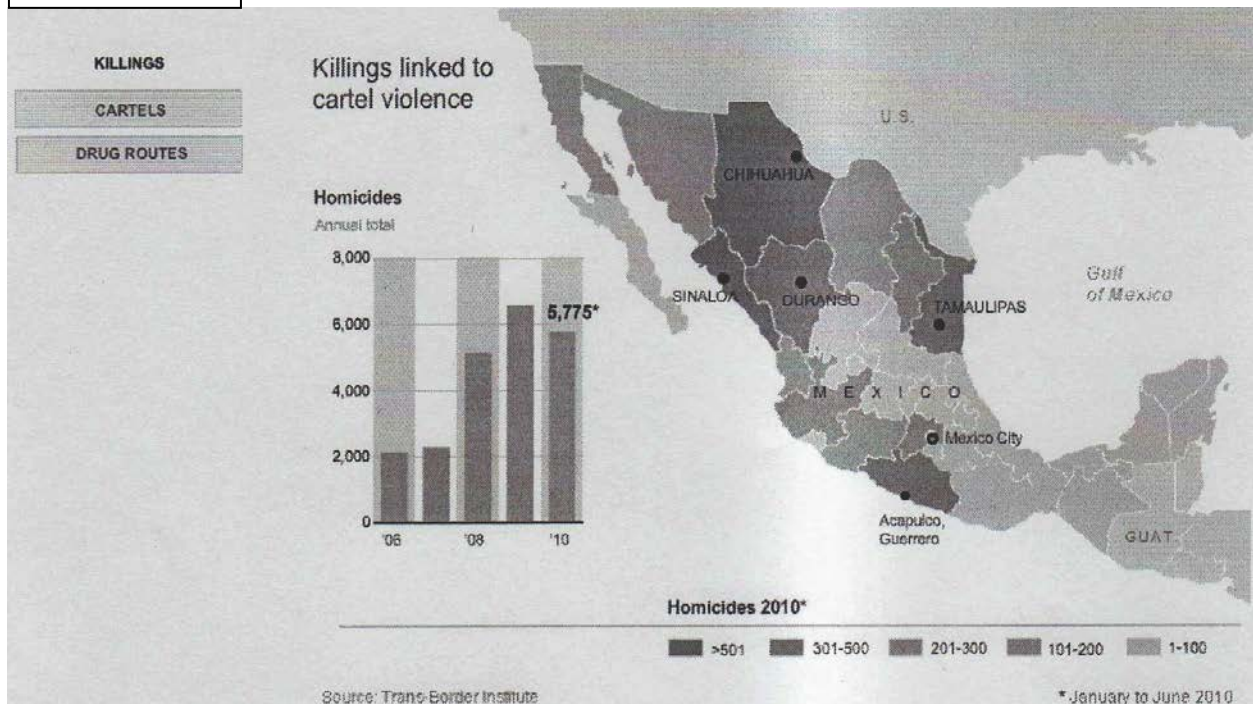 KILLINGS
CARTELS
DRUG ROUTES
Killings linked to
cartel violence
Homicides
Annual total
8,000
6,000
4,000
2,000
0
5,775*
'06
'08
'10
U.S.
CHIHUAHUA
SINALOA
DURANGO
TAMAULIPAS
Gulf
of Mexico
MEXICO
Mexico City
Acapulco,
Guerrero
GUAT.
Homicides 2010*
>501 301-500 201-300 101-200 1-100
Source: Trans-Border Institute
* January to June 2010